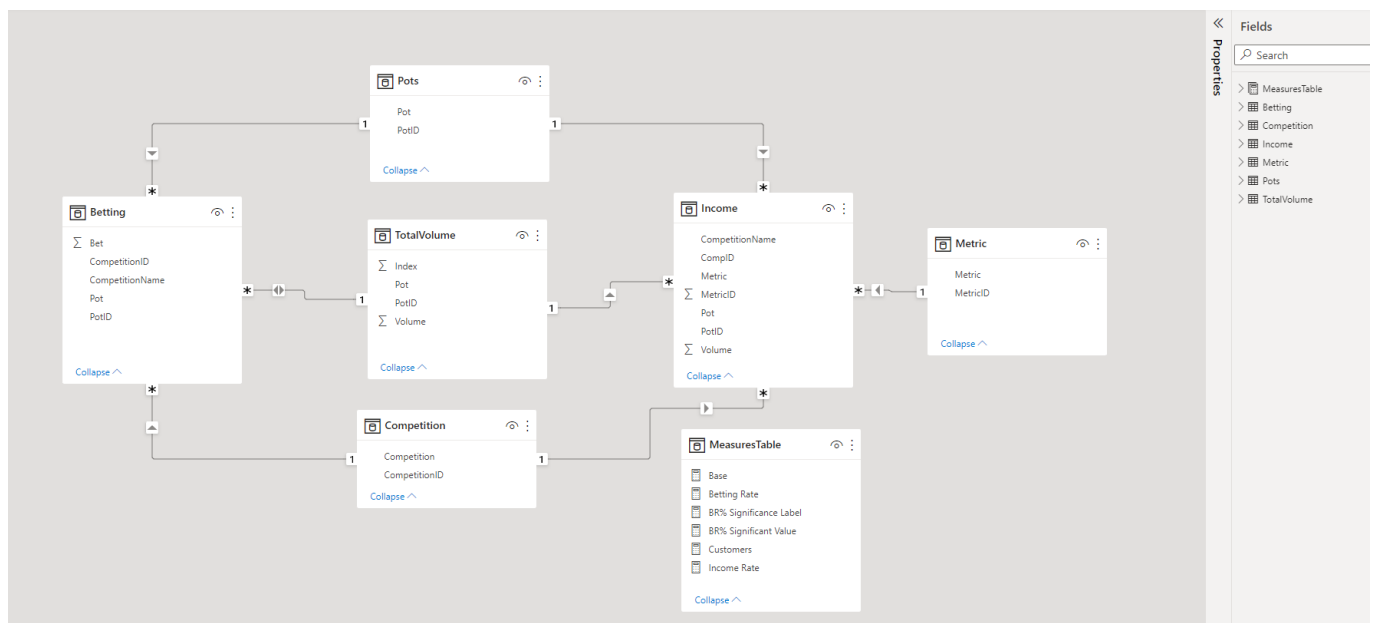 Pots
Pot
PotID
Collapse
1
1
*
*
Betting
Σ Bet
CompetitionID
CompetitionName
Pot
PotID
Collapse
*
*
TotalVolume
Σ Index
Pot
PotID
Σ Volume
Collapse
1
1
Income
CompetitionName
CompID
Metric
Σ MetricID
Pot
PotID
Σ Volume
Collapse
*
*
*
Metric
Metric
MetricID
Collapse
1
Competition
Competition
CompetitionID
Collapse
1
1
MeasuresTable
Base
Betting Rate
BR% Significance Label
BR% Significant Value
Customers
Income Rate
Collapse
Properties
Fields
Search
MeasuresTable
Betting
Competition
Income
Metric
Pots
TotalVolume